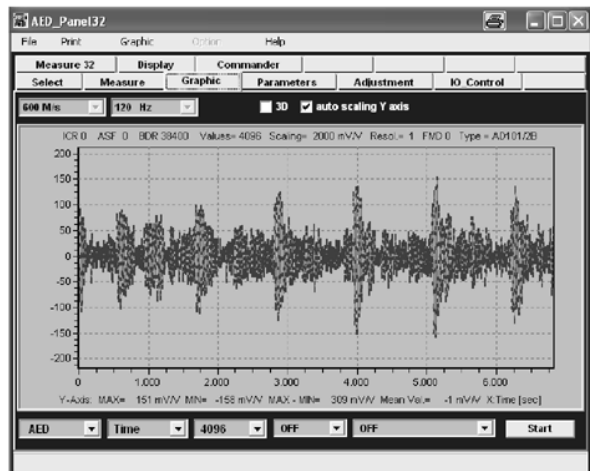 AED_Panel32
File Print Graphic Option Help
Measure 32 Display Commander
Select Measure Graphic Parameters Adjustment IO_Control
600 M/s 120 Hz 3D auto scaling Y axis
ICR 0 ASF 0 BDR 38400 Values= 4096 Scaling= 2000 mV/V Resol.= 1 FMD 0 Type = AD101/2B
200
150
100
50
0
-50
-100
-150
-200
0 1.000 2.000 3.000 4.000 5.000 6.000
Y-Axis: MAX= 151 mV/V MIN= -158 mV/V MAX - MIN= 309 mV/V Mean Val.= -1 mV/V X:Time [sec]
AED Time 4096 OFF OFF Start